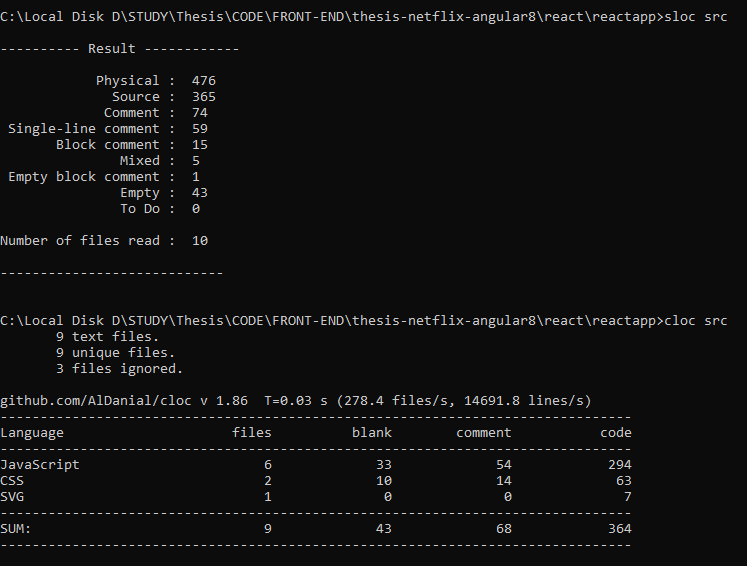 C:\Local Disk D\STUDY\Thesis\CODE\FRONT-END\thesis-netflix-angular8\react\reactapp>sloc src
---------- Result ------------
Physical : 476
Source : 365
Comment : 74
Single-line comment : 59
Block comment : 15
Mixed : 5
Empty block comment : 1
Empty : 43
To Do : 0
Number of files read : 10
----------------------------
C:\Local Disk D\STUDY\Thesis\CODE\FRONT-END\thesis-netflix-angular8\react\reactapp>cloc src
9 text files.
9 unique files.
3 files ignored.
github.com/AlDanial/cloc v 1.86  T=0.03 s (278.4 files/s, 14691.8 lines/s)
-------------------------------------------------------------------------------
Language                     files          blank        comment           code
-------------------------------------------------------------------------------
JavaScript                       6             33             54            294
CSS                              2             10             14             63
SVG                              1              0              0              7
-------------------------------------------------------------------------------
SUM:                             9             43             68            364
-------------------------------------------------------------------------------